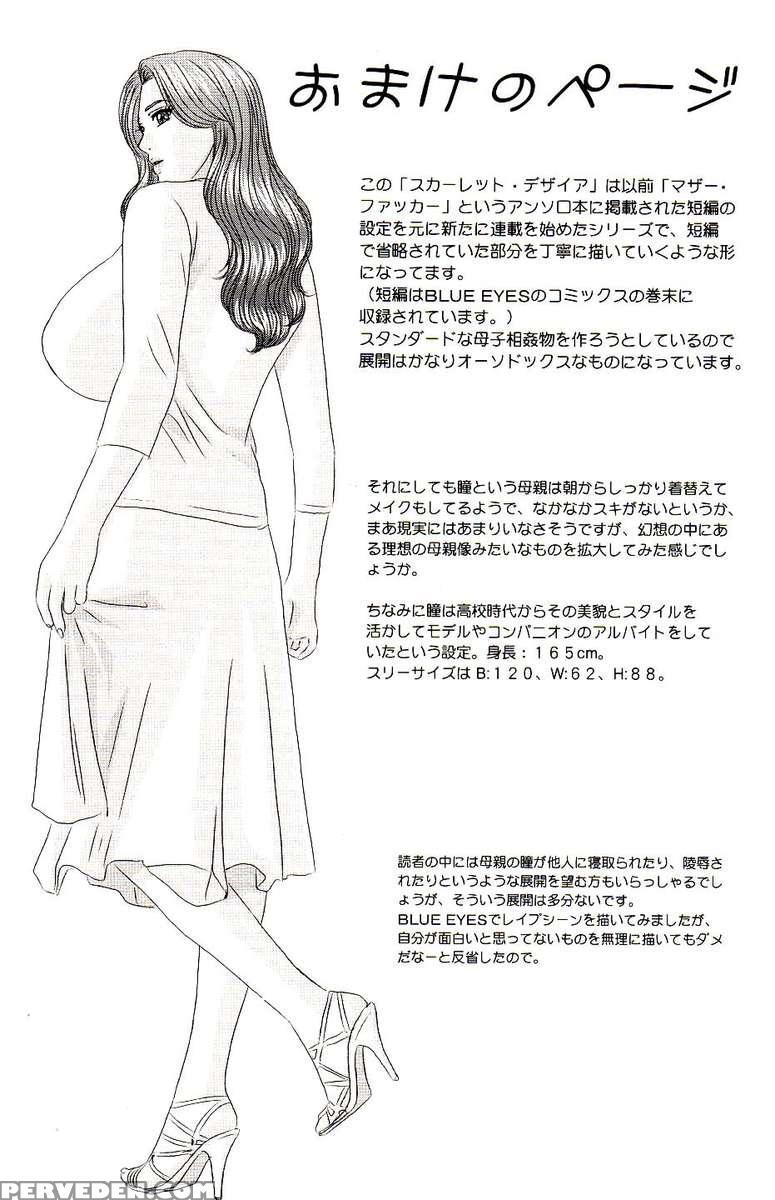 おまけのページ
この「スカーレット・デザイア」は以前「マザー・
ファッカー」というアンソロ本に掲載された短編の
設定を元に新たに連載を始めたシリーズで、短編
で省略されていた部分を丁寧に描いていくような形
になってます。
（短編はBLUE EYESのコミックスの巻末に
収録されています。）
スタンダードな母子相姦物を作ろうとしているので
展開はかなりオーソドックスなものになっています。
それにしても瞳という母親は朝からしっかり着替えて
メイクもしてるようで、なかなかスキがないというか、
まあ現実にはあまりいなさそうですが、幻想の中にあ
る理想の母親像みたいなものを拡大してみた感じでし
ょうか。
ちなみに瞳は高校時代からその美貌とスタイルを
活かしてモデルやコンパニオンのアルバイトをして
いたという設定。身長：１６５cm。
スリーサイズは B:１２０、W:６２、H:８８。
読者の中には母親の瞳が他人に寝取られたり、陵辱さ
れたりというような展開を望む方もいらっしゃるでし
ょうが、そういう展開は多分ないです。
BLUE EYESでレイプシーンを描いてみましたが、
自分が面白いと思ってないものを無理に描いてもダメ
だなーと反省したので。
PERVEDEN.COM